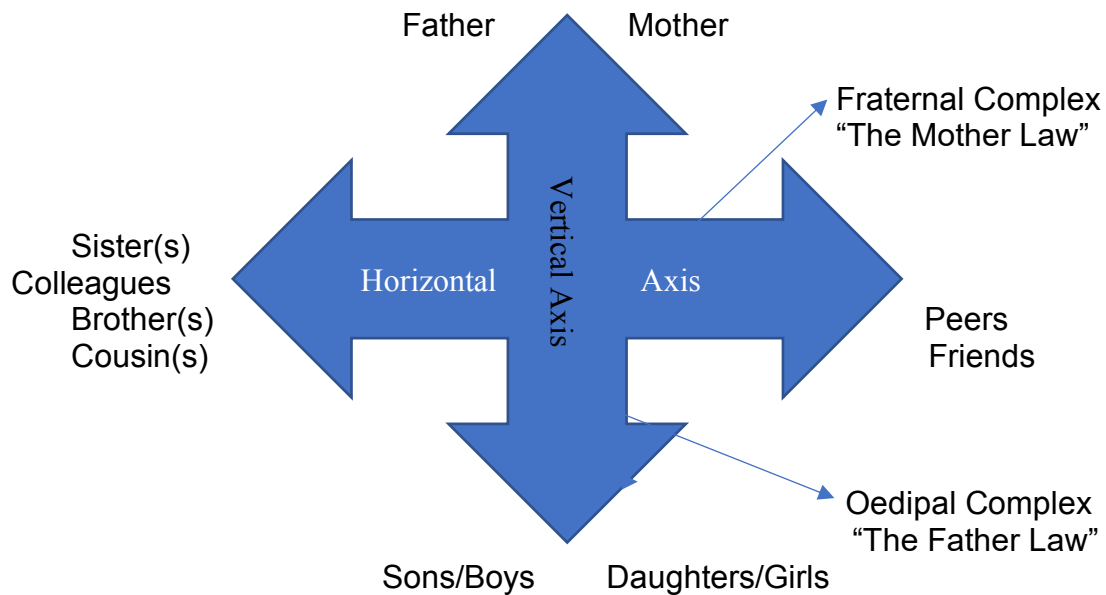 Father Mother
Fraternal Complex
“The Mother Law”
Vertical Axis
Sister(s)
Colleagues
Brother(s)
Cousin(s)
Horizontal Axis
Peers
Friends
Oedipal Complex
“The Father Law”
Sons/Boys Daughters/Girls